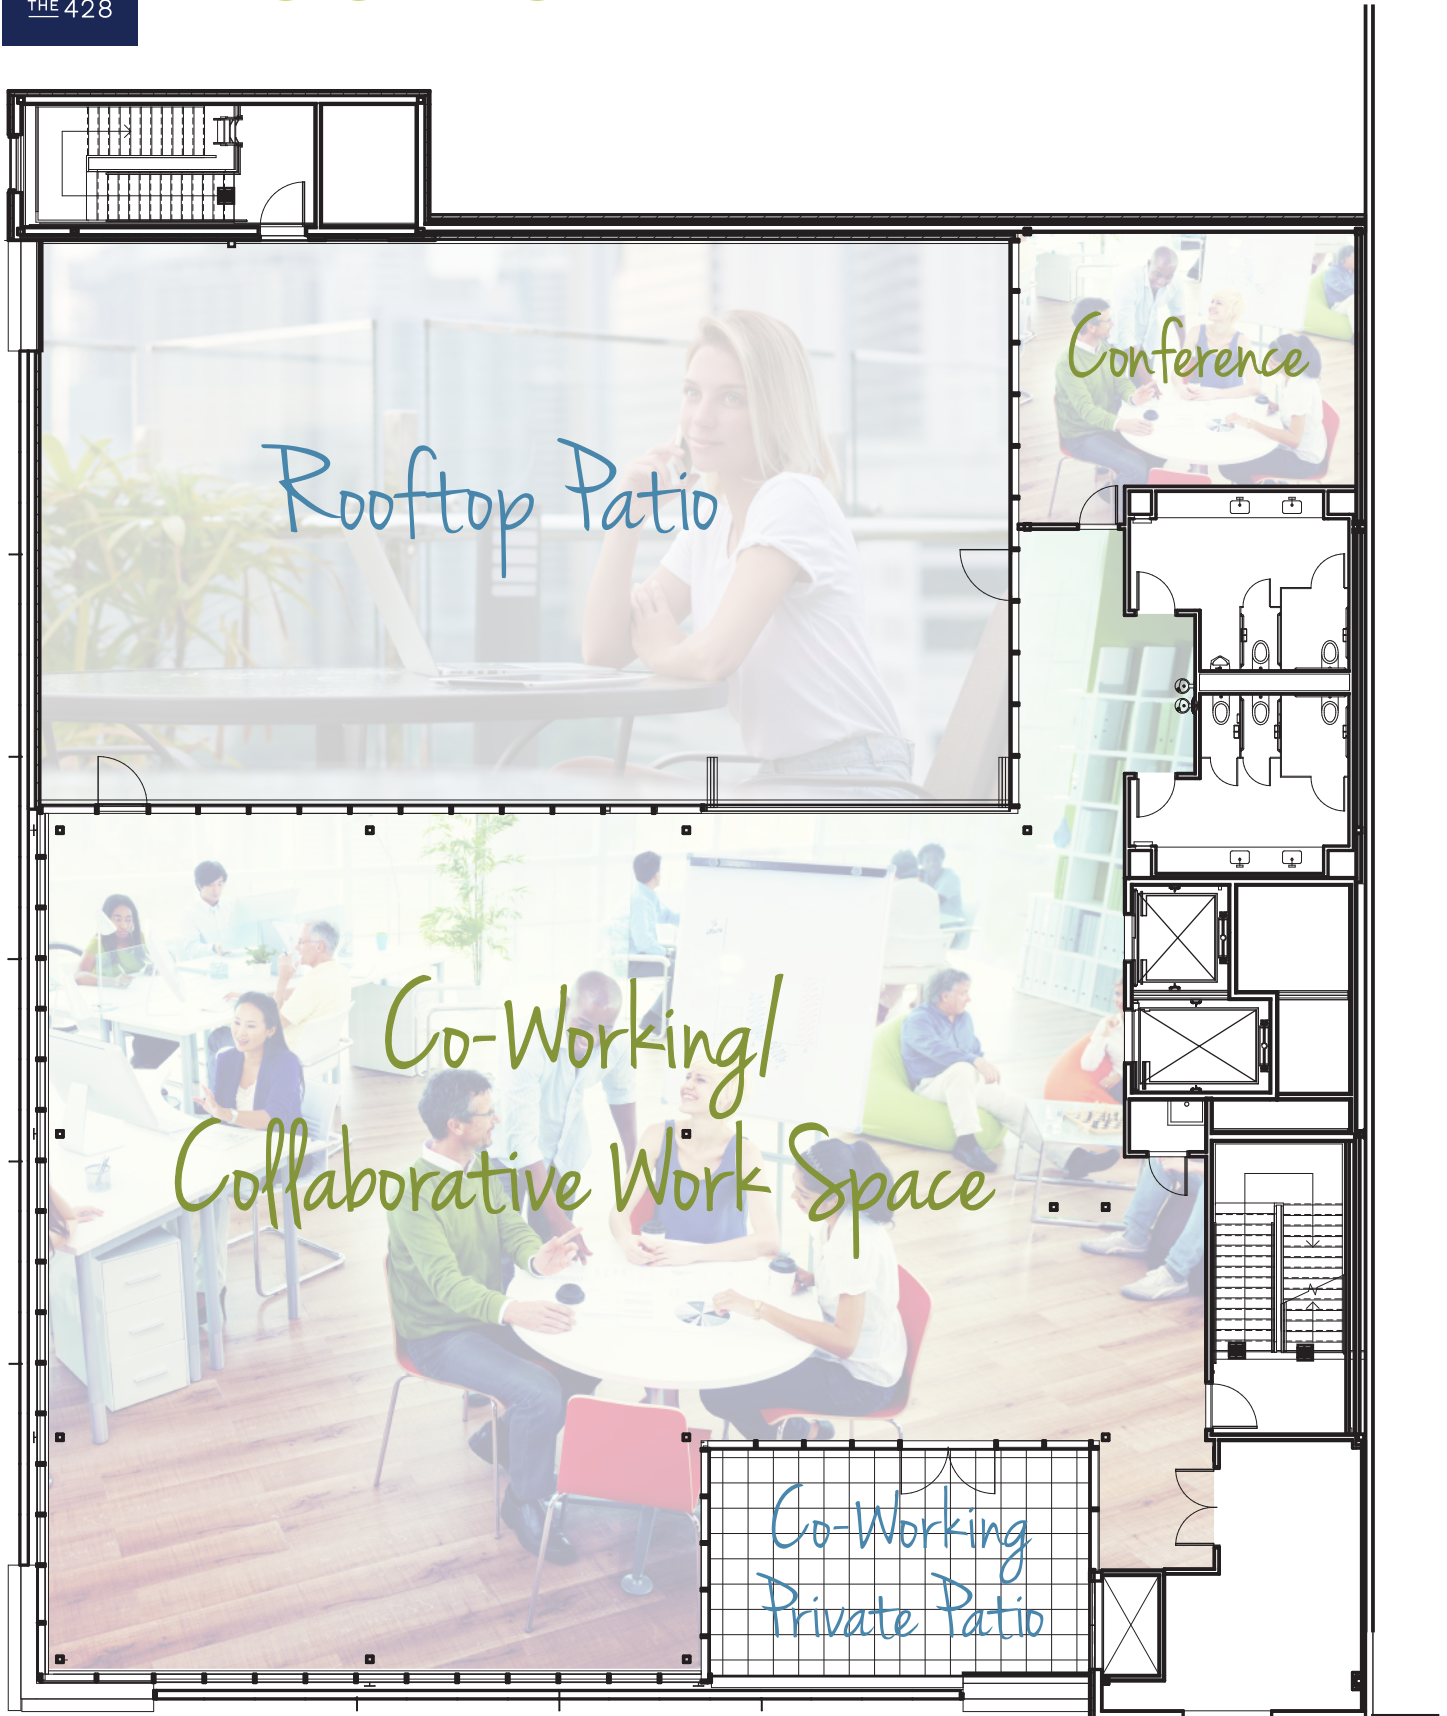 THE 428
Conference
Rooftop Patio
Co-Working/
Collaborative Work Space
Co-Working
Private Patio